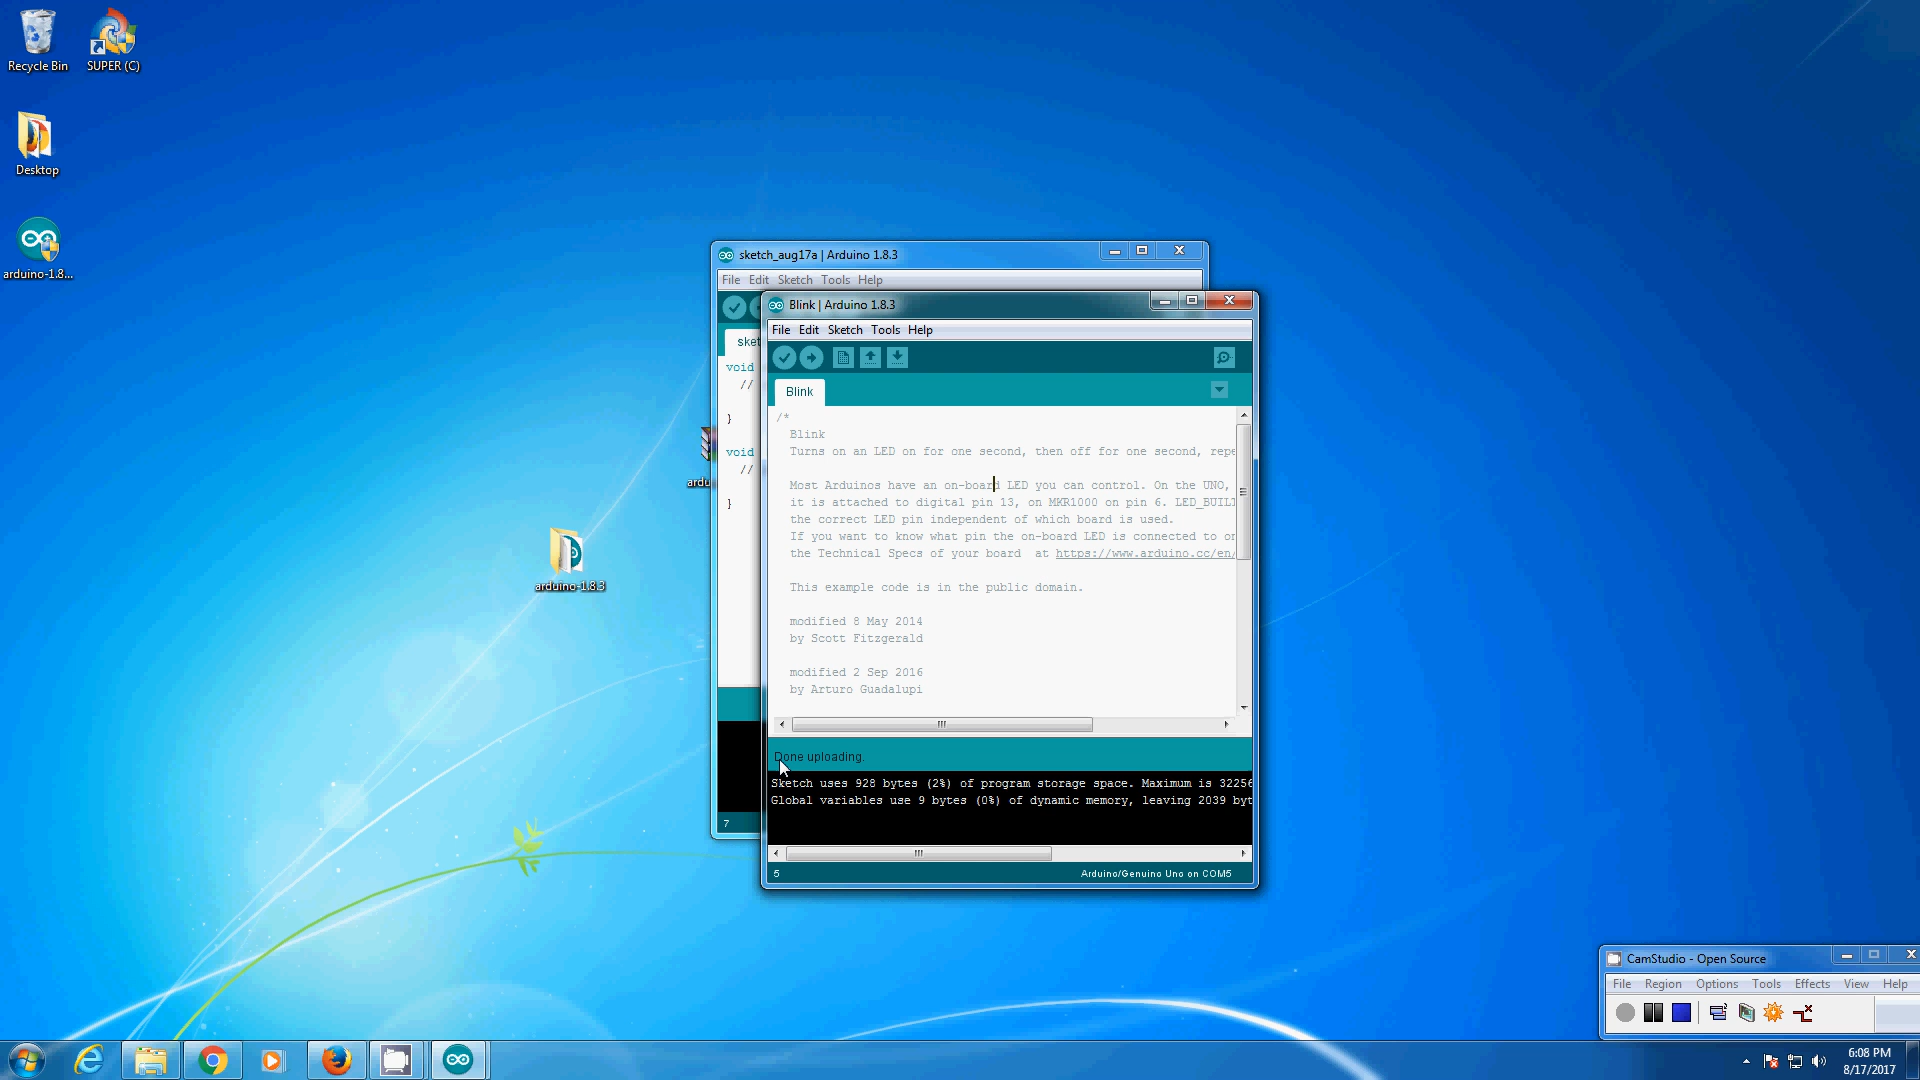 Recycle Bin
SUPER (C)
Desktop
arduino-1.8...
arduino-1.8.3
ardu
sketch_aug17a | Arduino 1.8.3
File Edit Sketch Tools Help
sket
void
//
}
void
//
}
7
Blink | Arduino 1.8.3
File Edit Sketch Tools Help
Blink
/*
Blink
Turns on an LED on for one second, then off for one second, repe
Most Arduinos have an on-board LED you can control. On the UNO,
it is attached to digital pin 13, on MKR1000 on pin 6. LED_BUIL
the correct LED pin independent of which board is used.
If you want to know what pin the on-board LED is connected to on
the Technical Specs of your board at https://www.arduino.cc/en/
This example code is in the public domain.
modified 8 May 2014
by Scott Fitzgerald
modified 2 Sep 2016
by Arturo Guadalupi
Done uploading.
Sketch uses 928 bytes (2%) of program storage space. Maximum is 32256
Global variables use 9 bytes (0%) of dynamic memory, leaving 2039 byt
5
Arduino/Genuino Uno on COM5
CamStudio - Open Source
File Region Options Tools Effects View Help
6:08 PM
8/17/2017